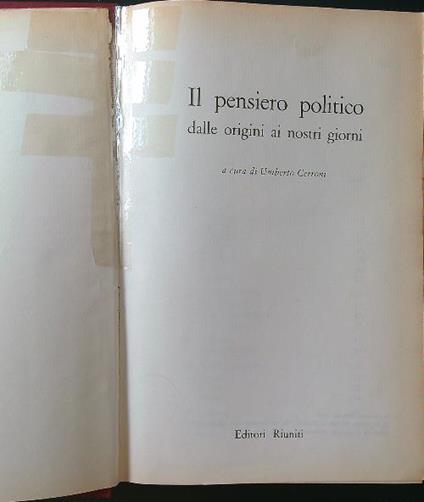 Il pensiero politico
dalle origini ai nostri giorni
a cura di Umberto Cerroni
Editori Riuniti